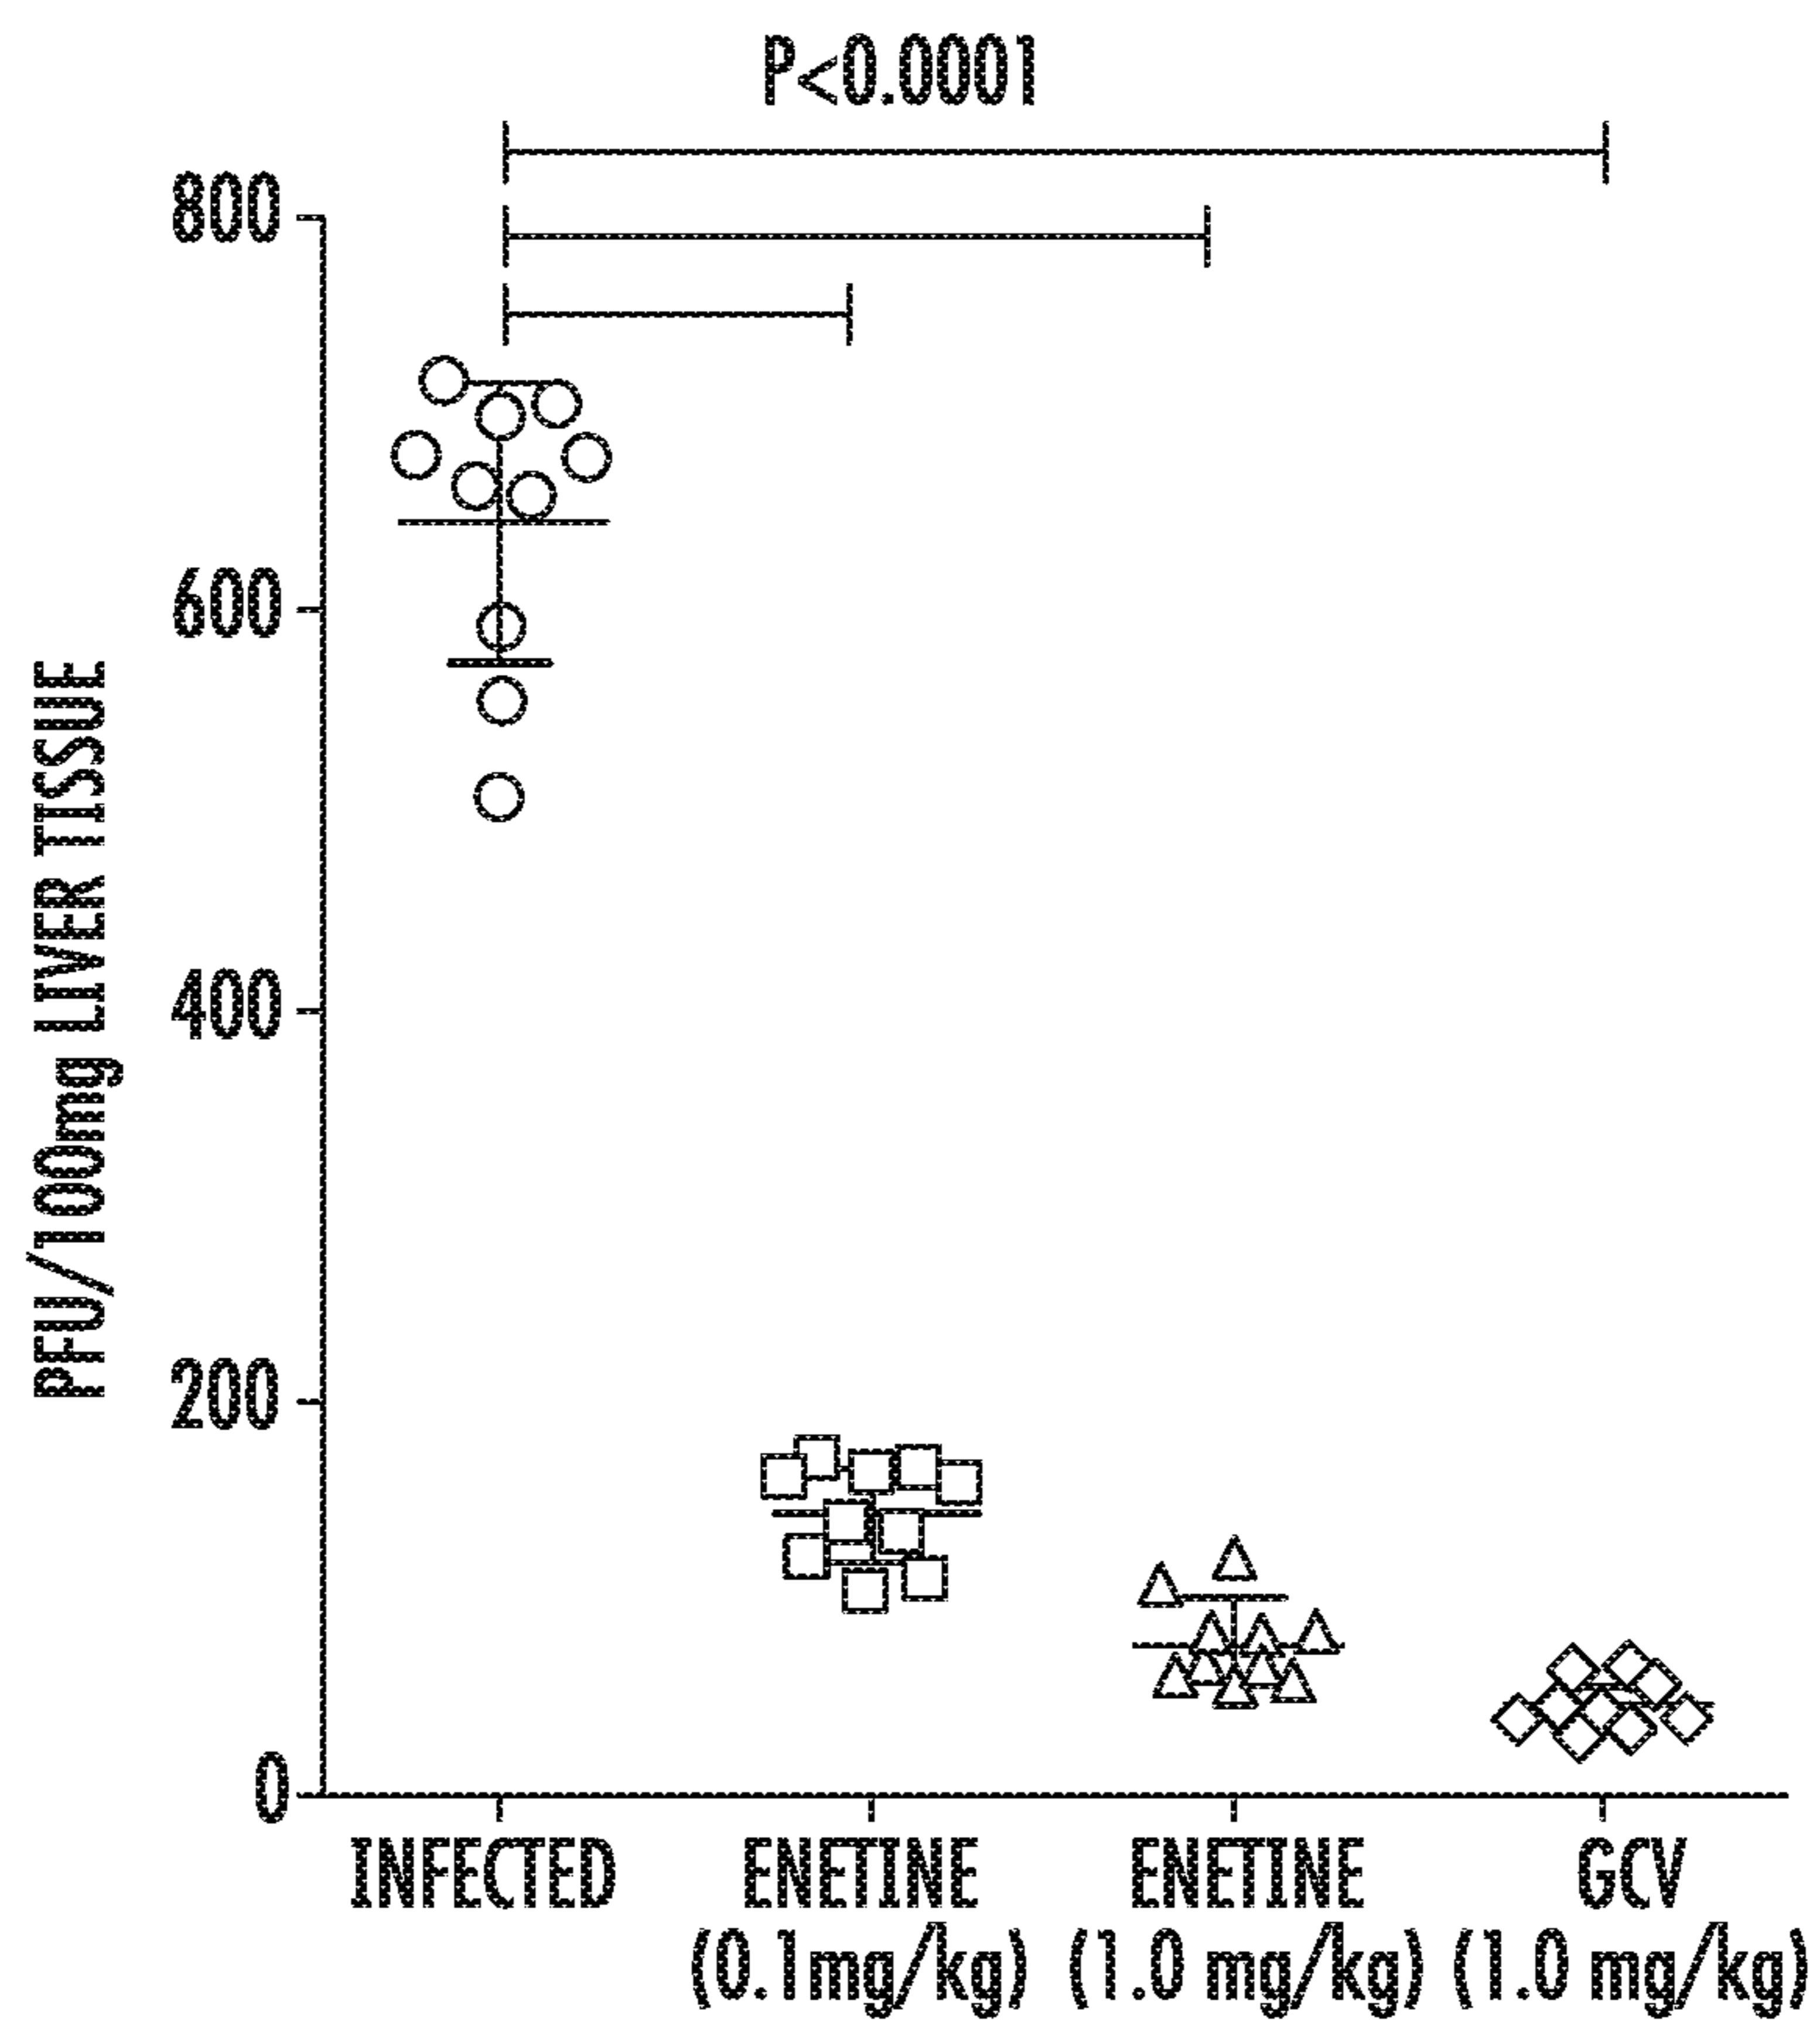 P<0.0001
800
600
400
200
0
PFU/100mg LIVER TISSUE
INFECTED
ENETINE
(0.1mg/kg)
ENETINE
(1.0 mg/kg)
GCV
(1.0 mg/kg)